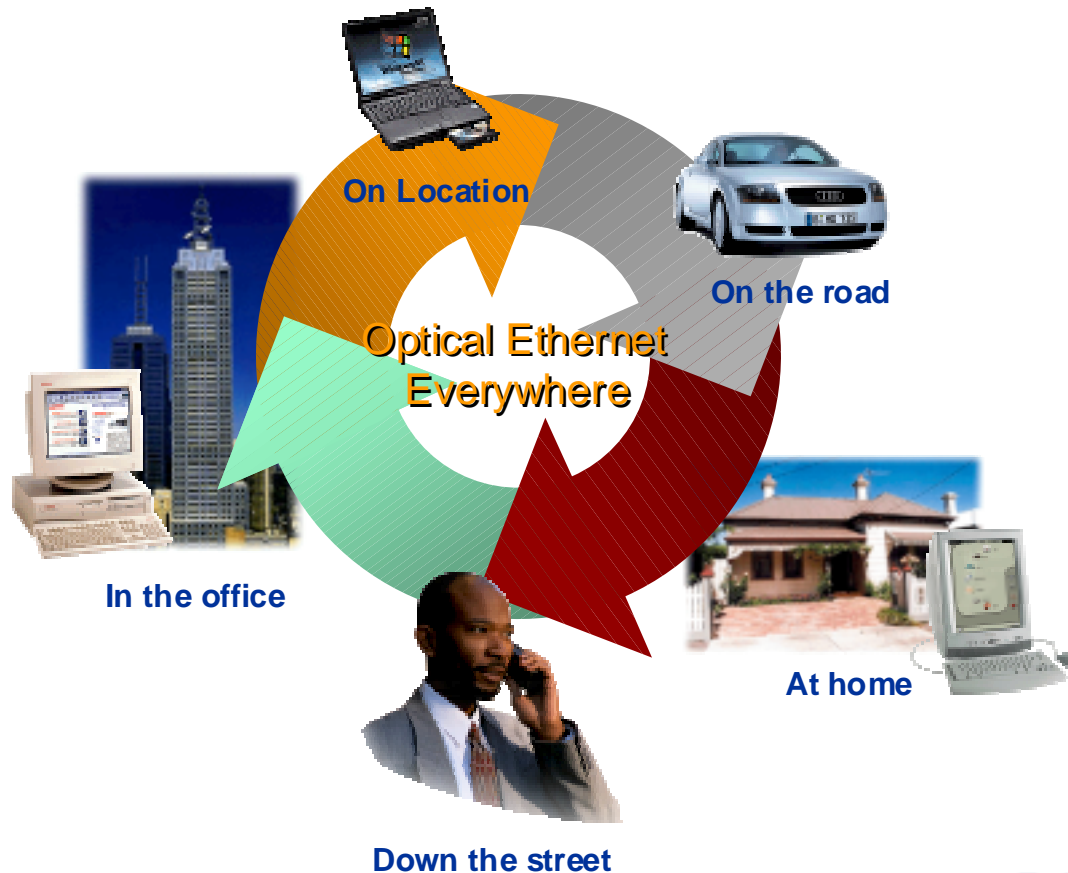 On Location
On the road
Optical Ethernet
Everywhere
In the office
At home
Down the street